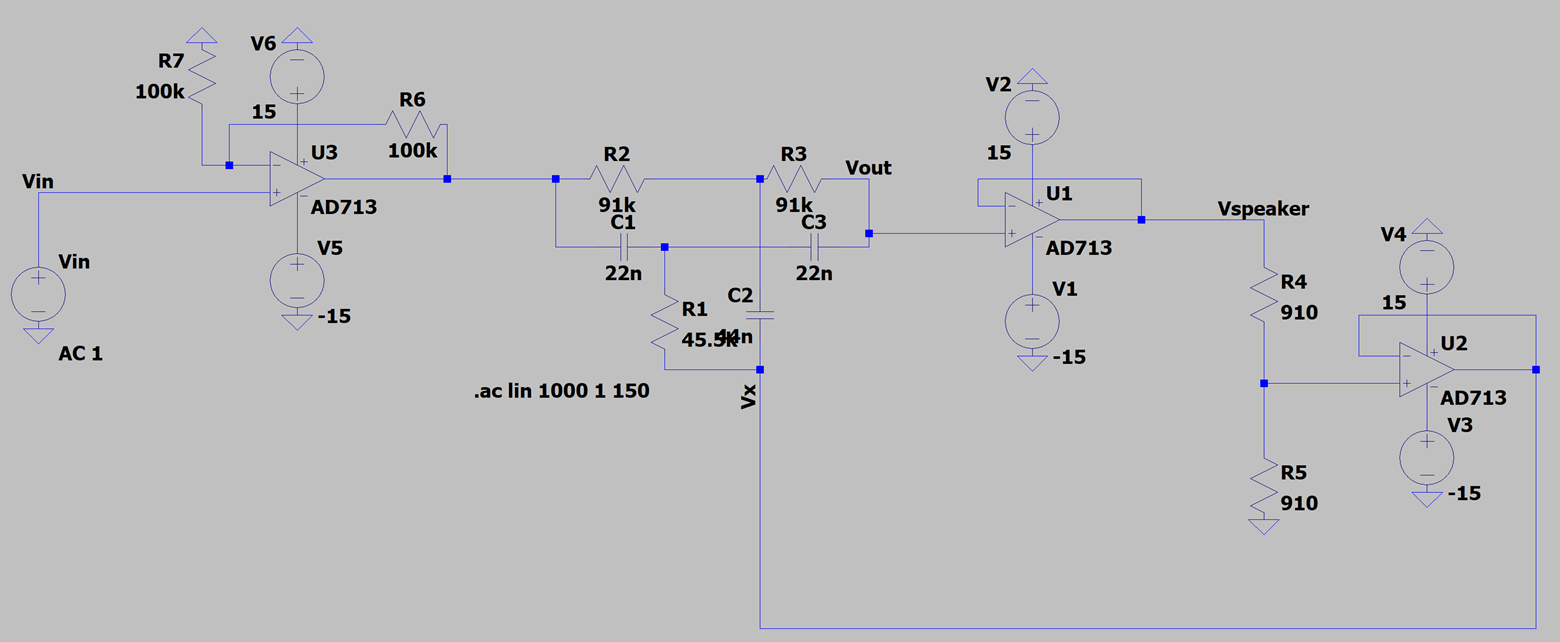 V6
R7
100k
15
R6
100k
U3
Vin
AD713
V5
-15
Vin
AC 1
R2
91k
C1
22n
R3
91k
C3
22n
Vout
R1
45.5k
C2
44n
.ac lin 1000 1 150
Vx
V2
15
U1
AD713
V1
-15
Vspeaker
R4
910
R5
910
V4
15
U2
AD713
V3
-15